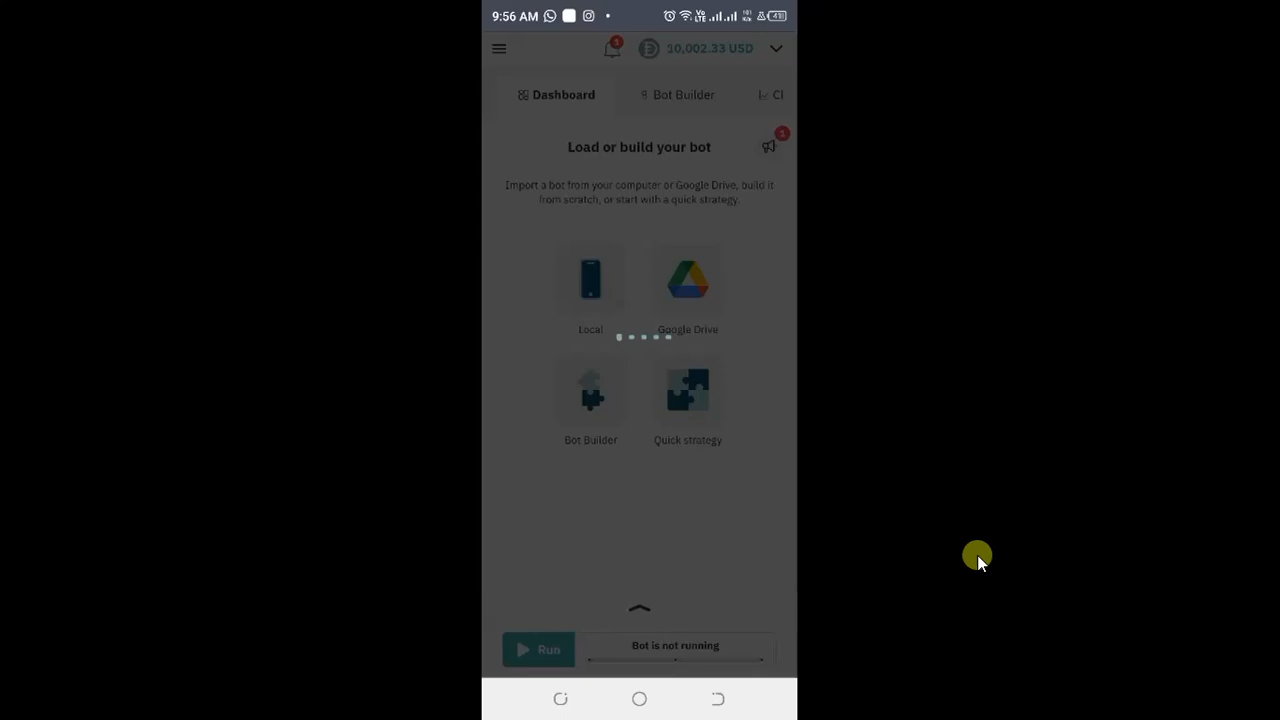 9:56 AM
10,002.33 USD
Dashboard
Bot Builder
Load or build your bot
Import a bot from your computer or Google Drive, build it
from scratch, or start with a quick strategy.
Local
Google Drive
Bot Builder
Quick strategy
Run
Bot is not running